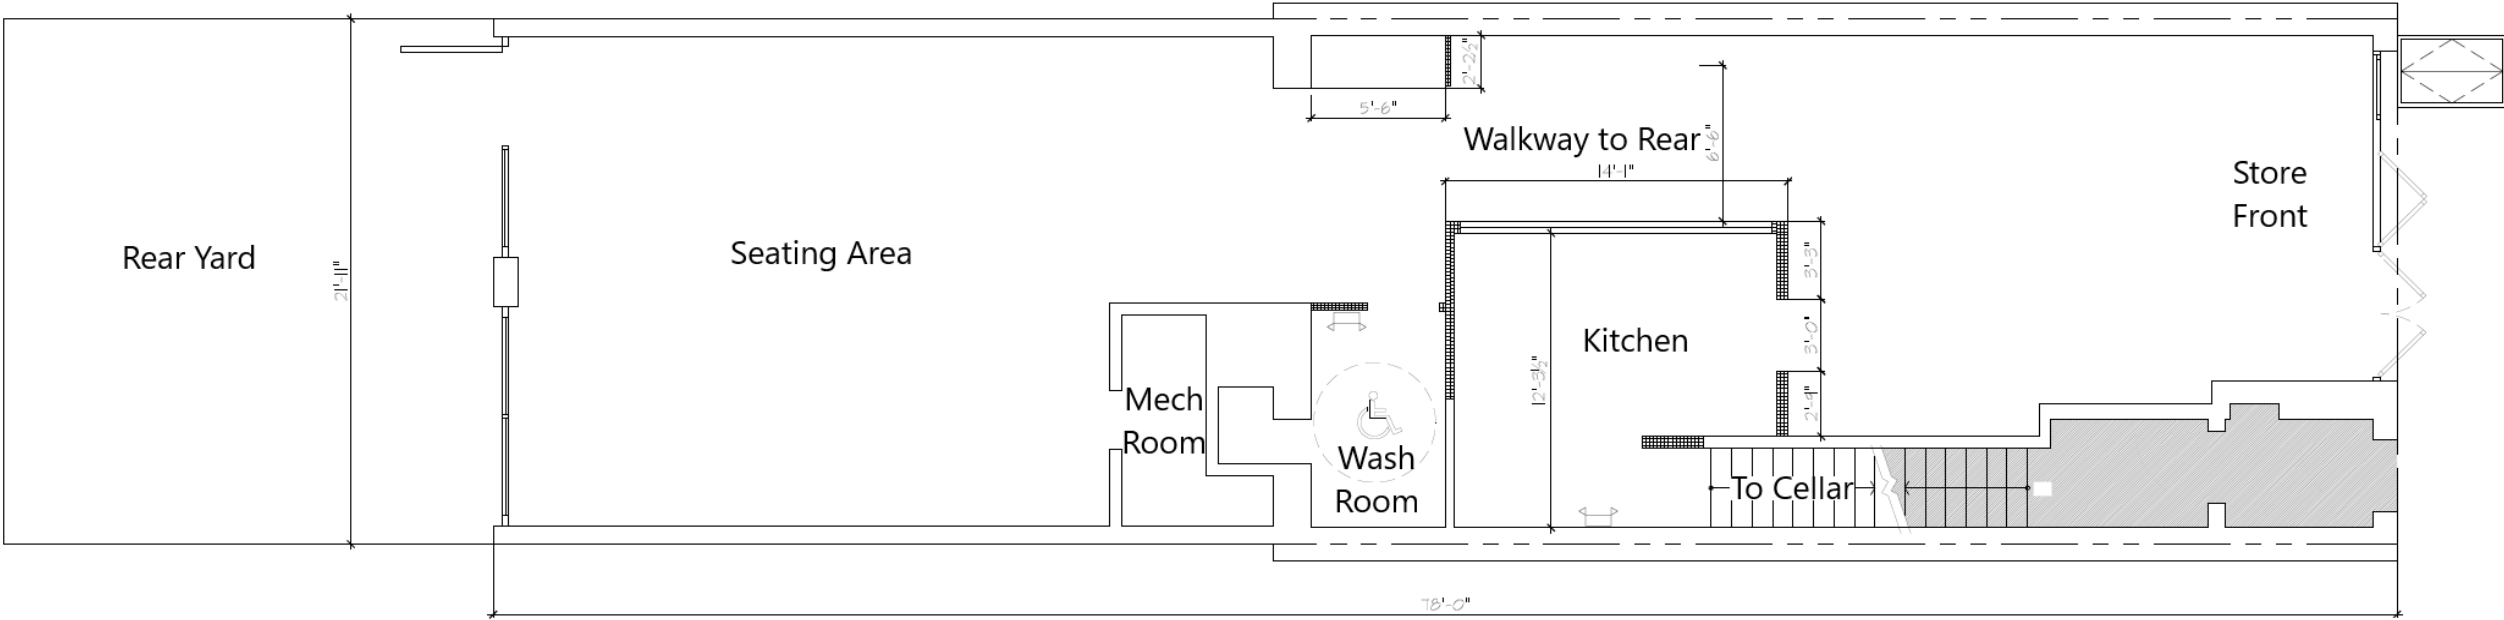 2'-2½"
5'-6"
Walkway to Rear
6'-6"
14'-1"
Store
Front
Rear Yard
21'-11"
Seating Area
3'-3"
Kitchen
3'-0"
12'-3½"
Mech
Room
2'-9"
Wash
Room
To Cellar
78'-0"